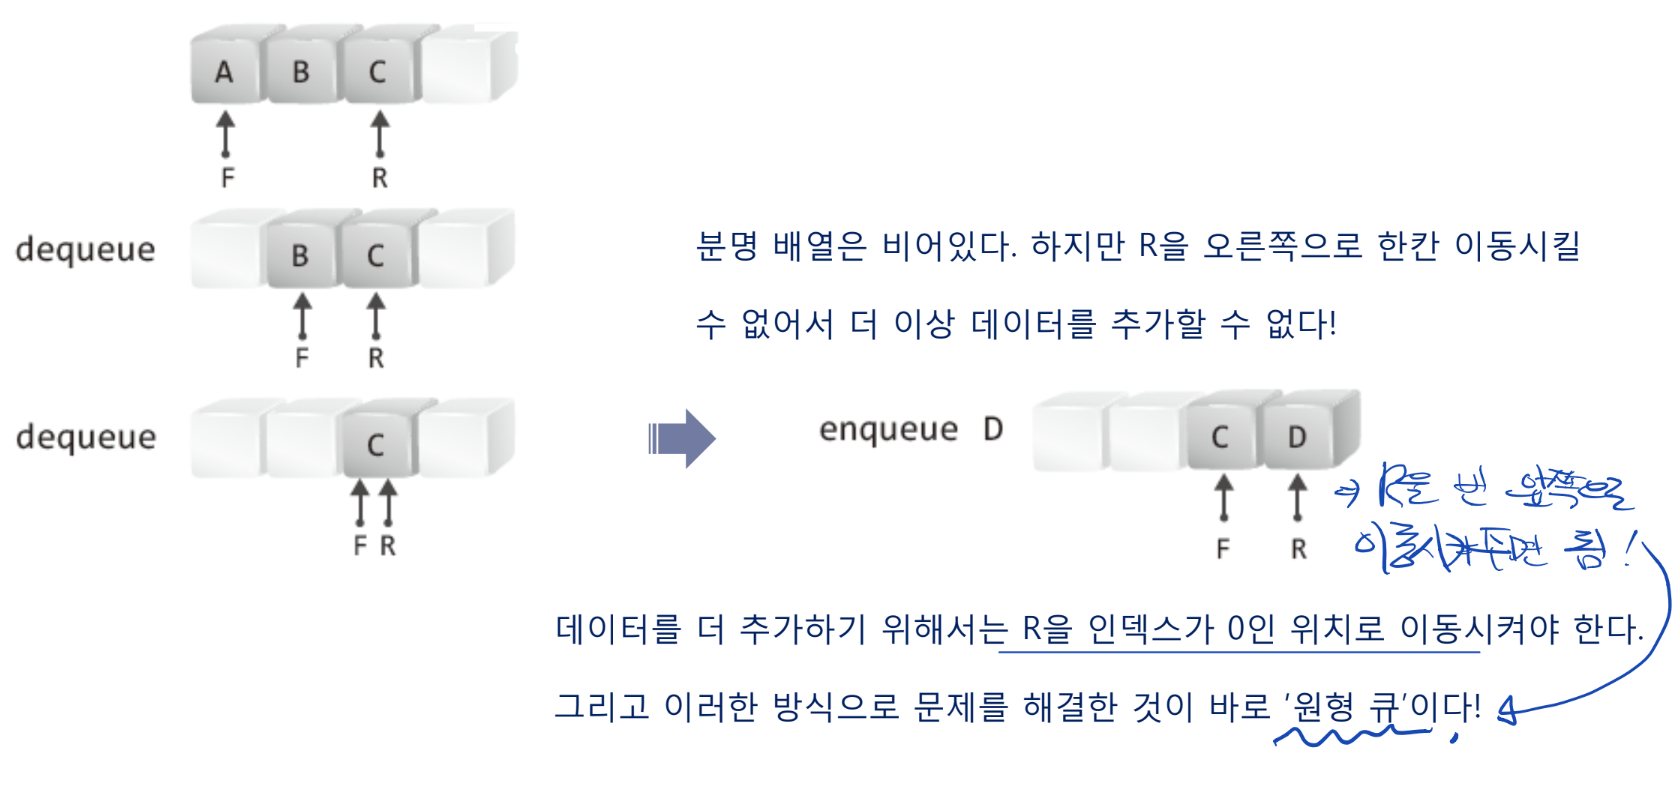 A B C
F R
dequeue B C
F R
분명 배열은 비어있다. 하지만 R을 오른쪽으로 한칸 이동시킬
수 없어서 더 이상 데이터를 추가할 수 없다!
dequeue C
F R
enqueue D C D
F R
⇒ R을 빈 앞쪽으로
이동시켜주면 됨!
데이터를 더 추가하기 위해서는 R을 인덱스가 0인 위치로 이동시켜야 한다.
그리고 이러한 방식으로 문제를 해결한 것이 바로 '원형 큐'이다!